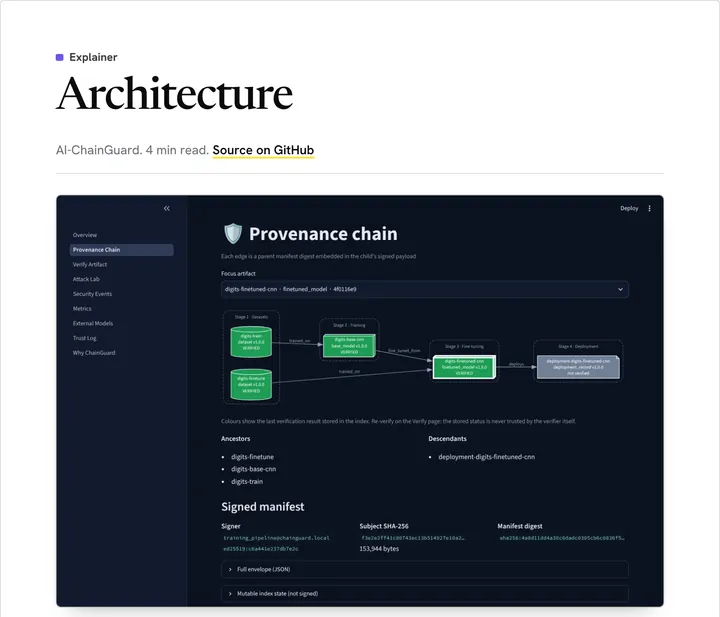 Explainer
Architecture
AI-ChainGuard. 4 min read. Source on GitHub
Deploy
Overview
Provenance Chain
Verify Artifact
Attack Lab
Security Events
Metrics
External Models
Trust Log
Why ChainGuard
Provenance chain
Each edge is a parent manifest digest embedded in the child's signed payload
Focus artifact
digits-finetuned-cnn · finetuned_model · 4f0116e9
Stage 1 · Datasets
digits-train
dataset v1.0.0
VERIFIED
trained_on
Stage 2 · Training
digits-base-cnn
base_model v1.0.0
VERIFIED
fine_tuned_from
digits-finetune
dataset v1.0.0
VERIFIED
trained_on
Stage 3 · Fine-tuning
digits-finetuned-cnn
finetuned_model v1.0.0
VERIFIED
deploys
Stage 4 · Deployment
deployment-digits-finetuned-cnn
deployment_record v1.0.0
not verified
Colours show the last verification result stored in the index. Re-verify on the Verify page: the stored status is never trusted by the verifier itself.
Ancestors
digits-finetune
digits-base-cnn
digits-train
Descendants
deployment-digits-finetuned-cnn
Signed manifest
Signer
training_pipeline@chainguard.local
Subject SHA-256
153,944 bytes
Manifest digest
Full envelope (JSON)
Mutable index state (not signed)